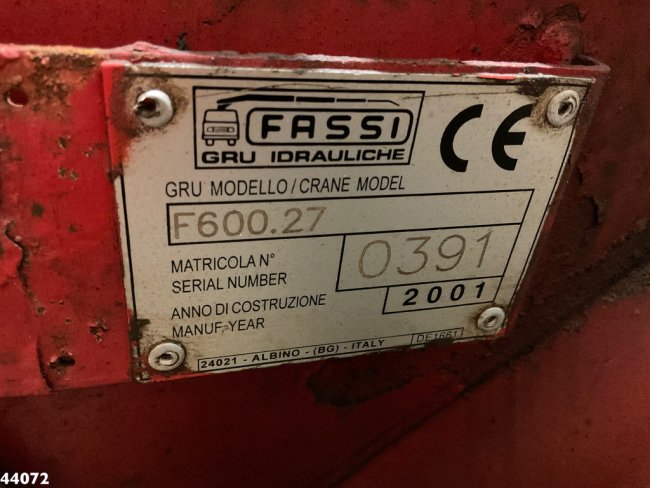 FASSI
GRU IDRAULICHE
CE
GRU MODELLO/CRANE MODEL
F600.27
MATRICOLA N°
SERIAL NUMBER
0391
ANNO DI COSTRUZIONE
MANUF-YEAR
2001
24021 - ALBINO - (BG) - ITALY
DE1661
44072